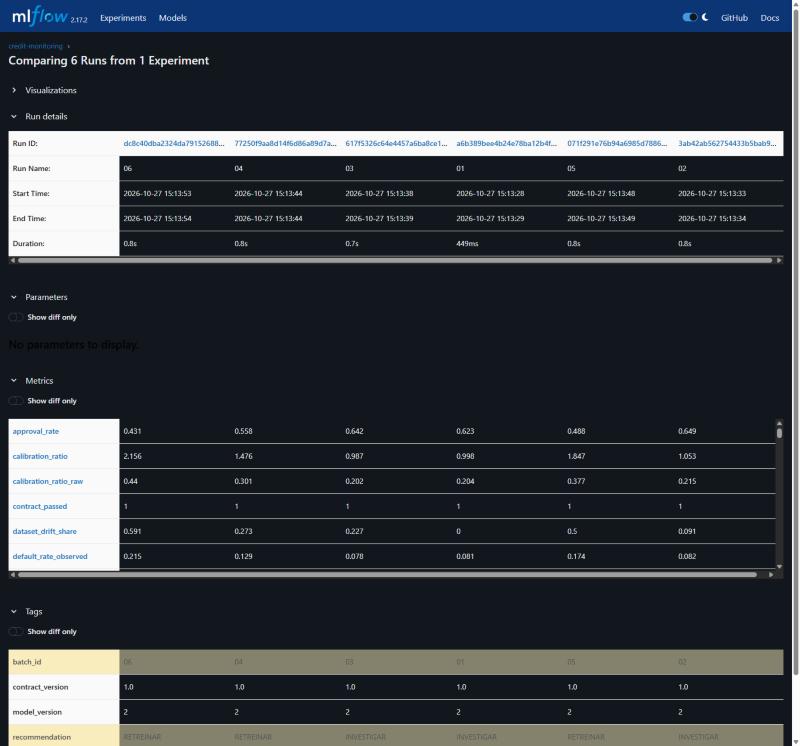 mlflow 2.17.2 Experiments Models GitHub Docs
credit-monitoring ›
Comparing 6 Runs from 1 Experiment
Visualizations
Run details
Run ID: dc8c40dba2324da79152688... 77250f9aa8d14f6d86a89d7a... 617f5326c64e4457a6ba8ce1... a6b389bee4b24e78ba12b4f... 071f291e76b94a6985d7886... 3ab42ab562754433b5bab9...
Run Name: 06 04 03 01 05 02
Start Time: 2026-10-27 15:13:53 2026-10-27 15:13:44 2026-10-27 15:13:38 2026-10-27 15:13:28 2026-10-27 15:13:48 2026-10-27 15:13:33
End Time: 2026-10-27 15:13:54 2026-10-27 15:13:44 2026-10-27 15:13:39 2026-10-27 15:13:29 2026-10-27 15:13:49 2026-10-27 15:13:34
Duration: 0.8s 0.8s 0.7s 449ms 0.8s 0.8s
Parameters
Show diff only
No parameters to display.
Metrics
Show diff only
approval_rate 0.431 0.558 0.642 0.623 0.488 0.649
calibration_ratio 2.156 1.476 0.987 0.998 1.847 1.053
calibration_ratio_raw 0.44 0.301 0.202 0.204 0.377 0.215
contract_passed 1 1 1 1 1 1
dataset_drift_share 0.591 0.273 0.227 0 0.5 0.091
default_rate_observed 0.215 0.129 0.078 0.081 0.174 0.082
Tags
Show diff only
batch_id 06 04 03 01 05 02
contract_version 1.0 1.0 1.0 1.0 1.0 1.0
model_version 2 2 2 2 2 2
recommendation RETREINAR RETREINAR INVESTIGAR INVESTIGAR RETREINAR INVESTIGAR